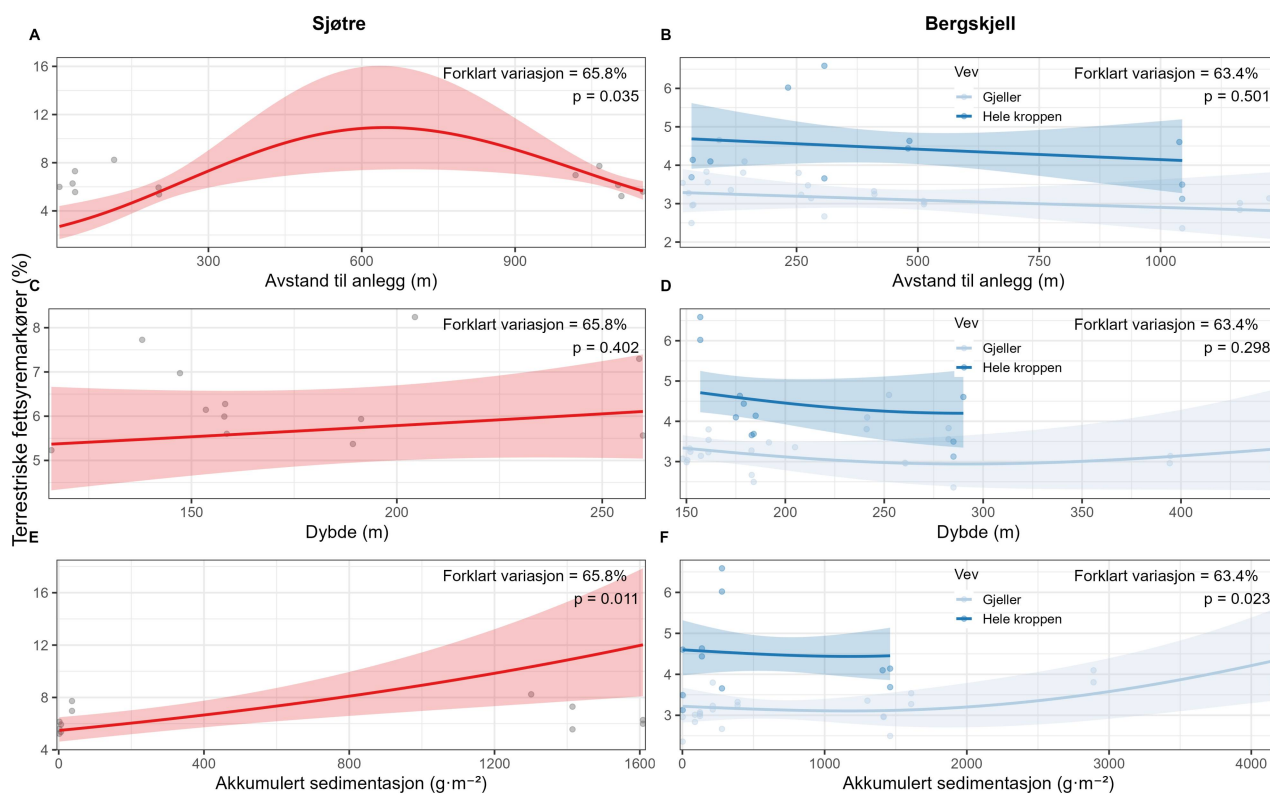 Sjøtre
Bergskjell
Terrestriske fettsyremarkører (%)
A
Forklart variasjon = 65.8%
p = 0.035
16
12
8
4
300
600
900
Avstand til anlegg (m)
B
Vev
Gjeller
Hele kroppen
Forklart variasjon = 63.4%
p = 0.501
6
5
4
3
2
250
500
750
1000
Avstand til anlegg (m)
C
Forklart variasjon = 65.8%
p = 0.402
8
7
6
5
150
200
250
Dybde (m)
D
Vev
Gjeller
Hele kroppen
Forklart variasjon = 63.4%
p = 0.298
6
5
4
3
150
200
250
300
350
400
Dybde (m)
E
Forklart variasjon = 65.8%
p = 0.011
16
12
8
4
0
400
800
1200
1600
Akkumulert sedimentasjon (g·m⁻²)
F
Vev
Gjeller
Hele kroppen
Forklart variasjon = 63.4%
p = 0.023
6
5
4
3
0
1000
2000
3000
4000
Akkumulert sedimentasjon (g·m⁻²)